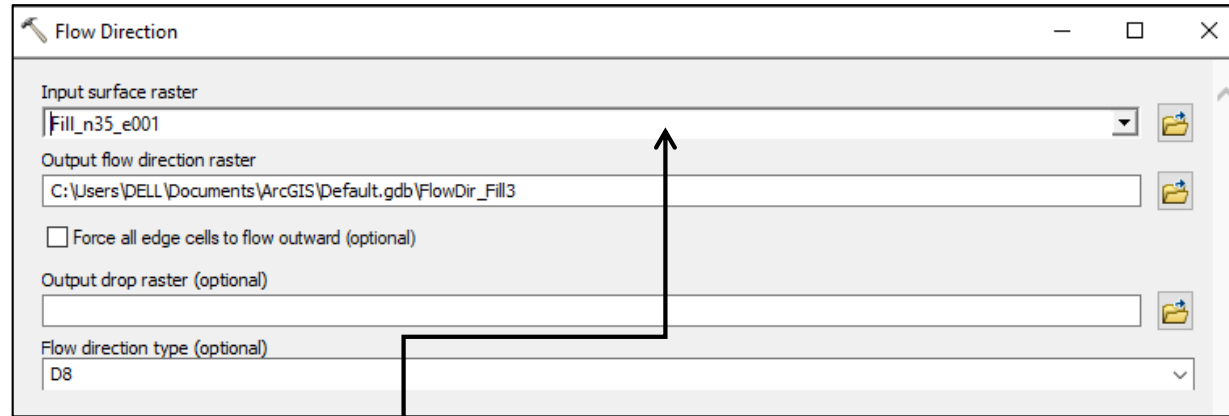 Flow Direction
Input surface raster
Fill_n35_e001
Output flow direction raster
C:\Users\DELL\Documents\ArcGIS\Default.gdb\FlowDir_Fill3
Force all edge cells to flow outward (optional)
Output drop raster (optional)
Flow direction type (optional)
D8